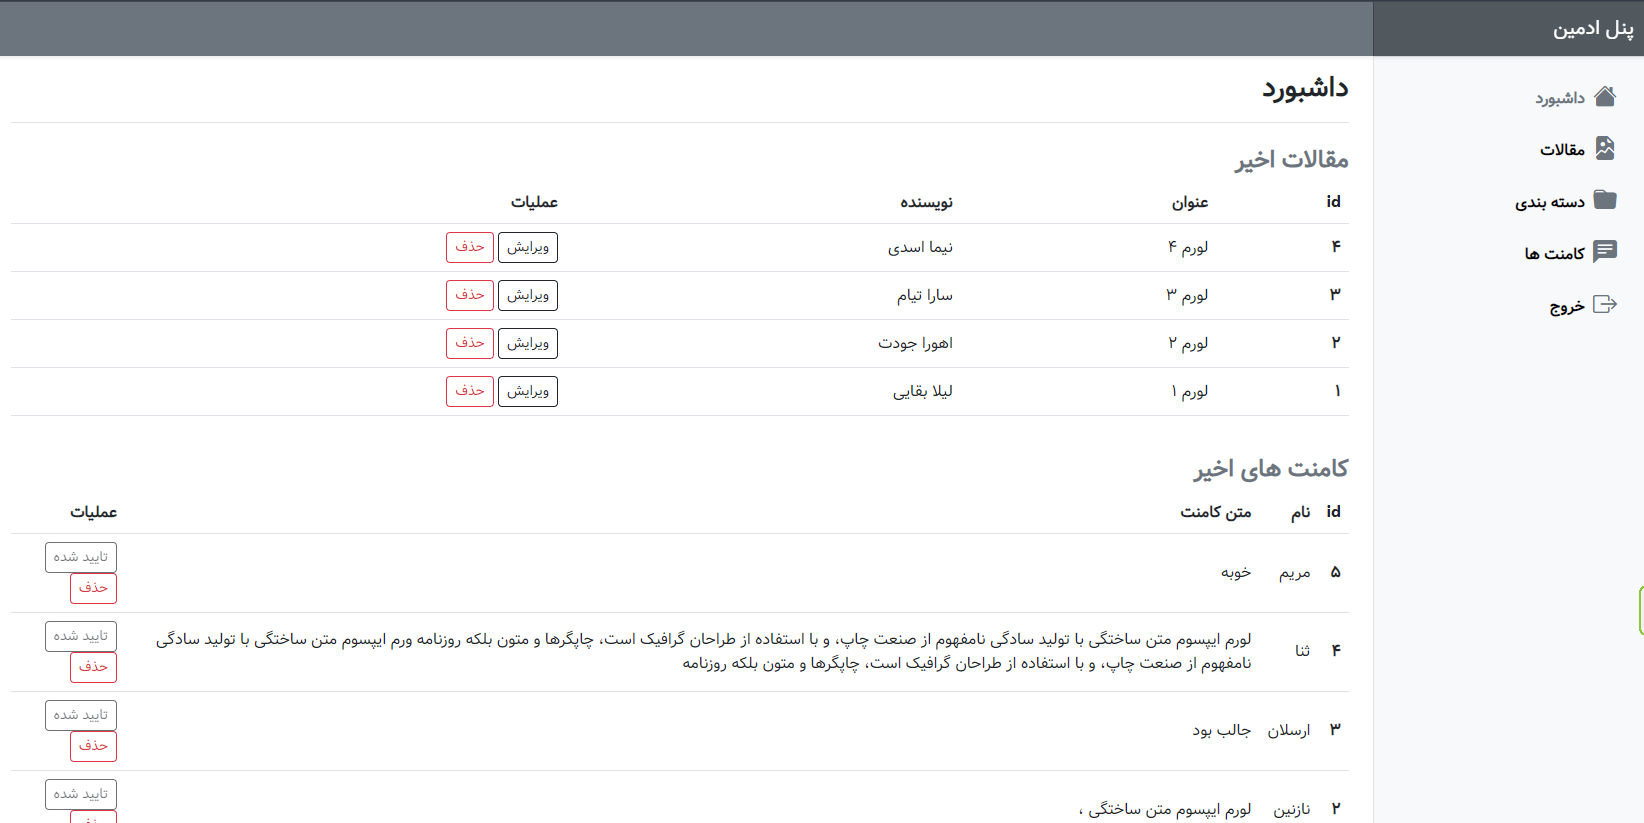 پنل ادمین
داشبورد
مقالات
دسته بندی
کامنت ها
خروج
داشبورد
مقالات اخیر
id عنوان نویسنده عملیات
۴ لورم ۴ نیما اسدی ویرایش حذف
۳ لورم ۳ سارا تیام ویرایش حذف
۲ لورم ۲ اهورا جودت ویرایش حذف
۱ لورم ۱ لیلا بقایی ویرایش حذف
کامنت های اخیر
id نام متن کامنت عملیات
۵ مریم خوبه تایید شده
حذف
۴ ثنا لورم ایپسوم متن ساختگی با تولید سادگی نامفهوم از صنعت چاپ، و با استفاده از طراحان گرافیک است، چاپگرها و متون بلکه روزنامه ورم ایپسوم متن ساختگی با تولید سادگی تایید شده
نامفهوم از صنعت چاپ، و با استفاده از طراحان گرافیک است، چاپگرها و متون بلکه روزنامه حذف
۳ ارسلان جالب بود تایید شده
حذف
۲ نازنین لورم ایپسوم متن ساختگی ، تایید شده